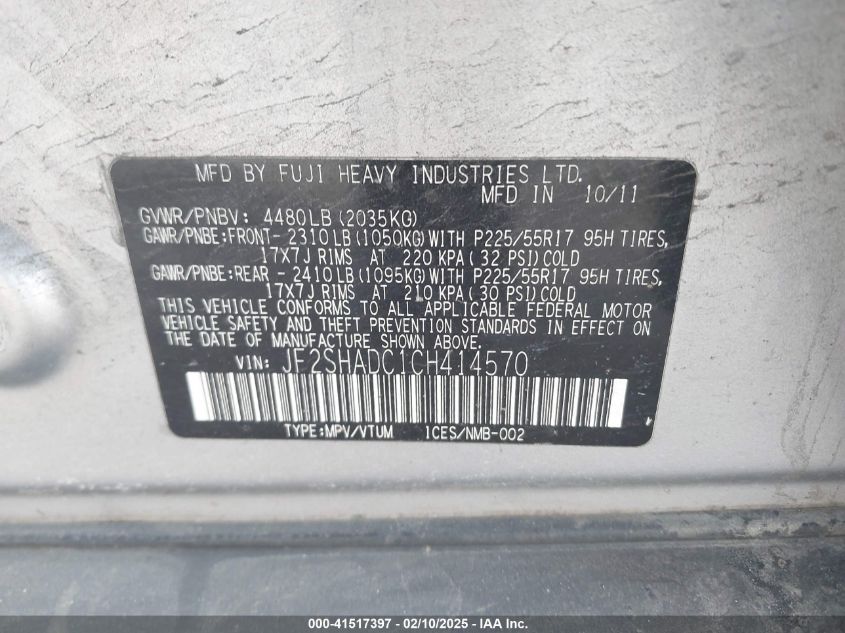 MFD BY FUJI HEAVY INDUSTRIES LTD.
MFD IN 10/11
GVWR/PNBV: 4480LB (2035KG)
GAWR/PNBE:FRONT- 2310LB (1050KG) WITH P225/55R17 95H TIRES,
17X7J RIMS AT 220 KPA ( 32 PSI) COLD
GAWR/PNBE:REAR - 2410LB (1095KG) WITH P225/55R17 95H TIRES,
17X7J RIMS AT 210 KPA ( 30 PSI) COLD
THIS VEHICLE CONFORMS TO ALL APPLICABLE FEDERAL MOTOR
VEHICLE SAFETY AND THEFT PREVENTION STANDARDS IN EFFECT ON
THE DATE OF MANUFACTURE SHOWN ABOVE.
VIN: JF2SHADC1CH414570
TYPE:MPV/VTUM ICES/NMB-002
000-41517397 - 02/10/2025 - IAA Inc.